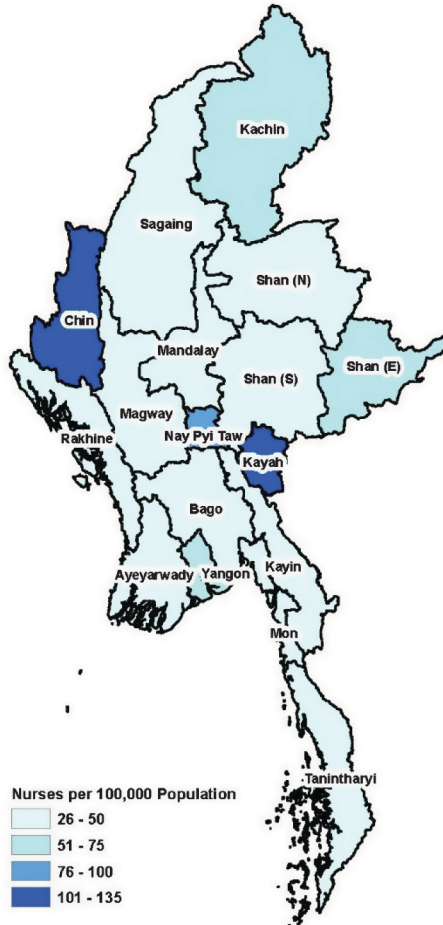 Kachin
Sagaing
Shan (N)
Chin
Mandalay
Shan (S)
Shan (E)
Magway
Nay Pyi Taw
Rakhine
Kayah
Bago
Ayeyarwady
Yangon
Kayin
Mon
Tanintharyi
Nurses per 100,000 Population
26 - 50
51 - 75
76 - 100
101 - 135